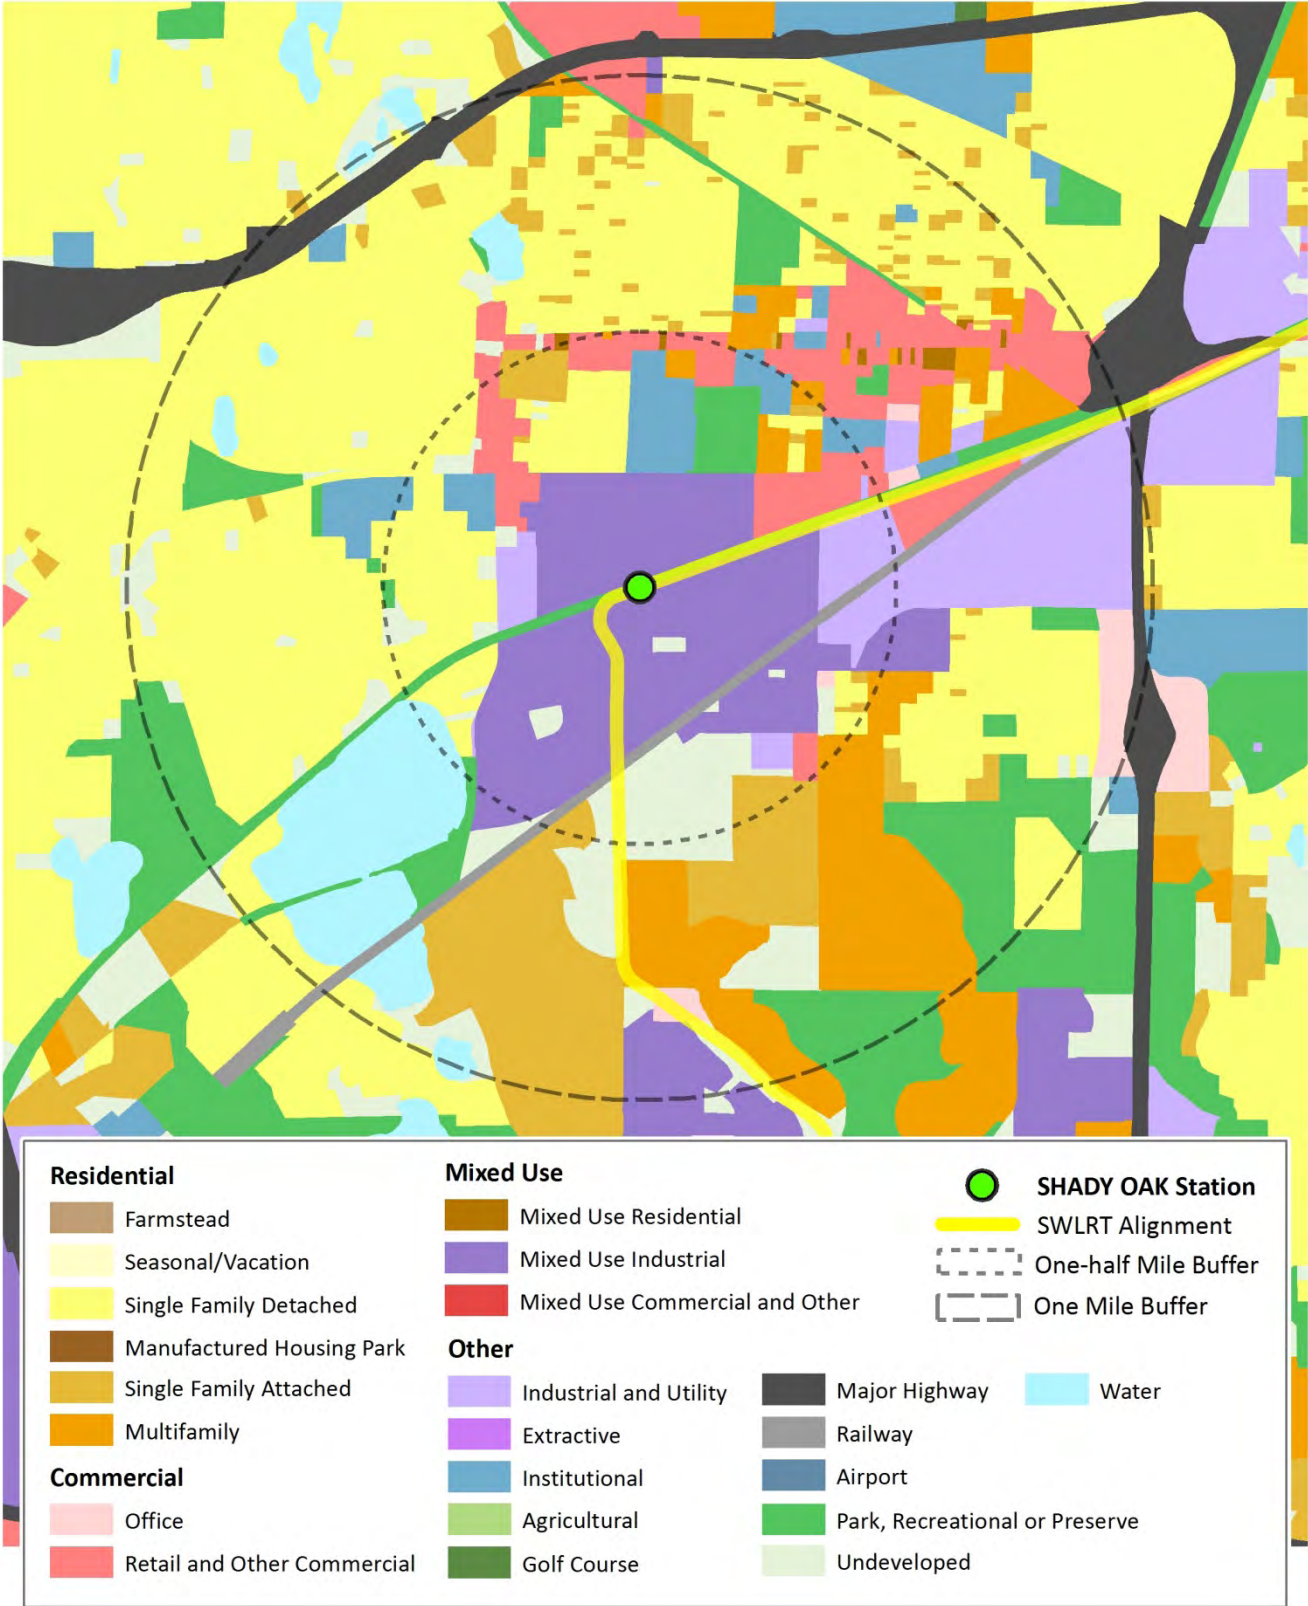 Residential
Farmstead
Seasonal/Vacation
Single Family Detached
Manufactured Housing Park
Single Family Attached
Multifamily
Commercial
Office
Retail and Other Commercial
Mixed Use
Mixed Use Residential
Mixed Use Industrial
Mixed Use Commercial and Other
Other
Industrial and Utility
Extractive
Institutional
Agricultural
Golf Course
Major Highway
Railway
Airport
Park, Recreational or Preserve
Undeveloped
Water
SHADY OAK Station
SWLRT Alignment
One-half Mile Buffer
One Mile Buffer